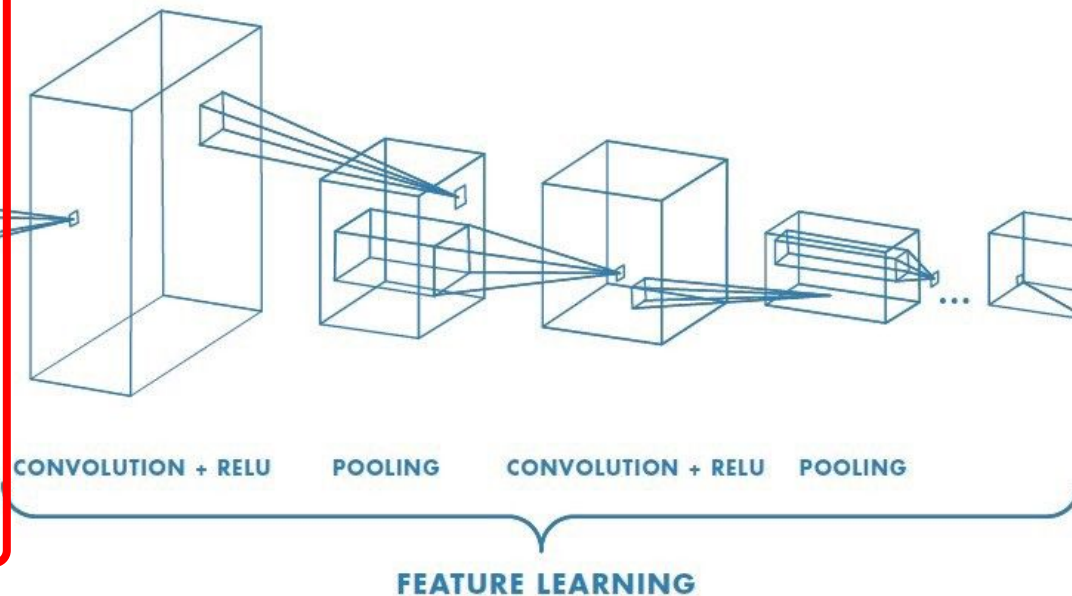 CONVOLUTION + RELU POOLING CONVOLUTION + RELU POOLING
FEATURE LEARNING